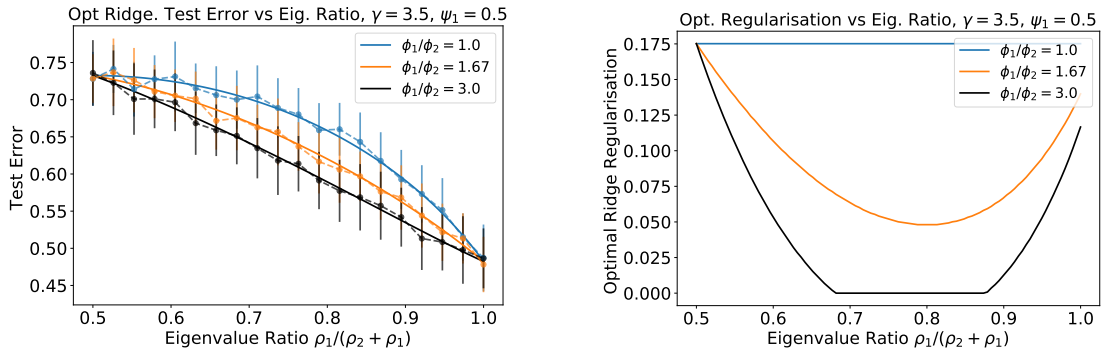 Opt Ridge. Test Error vs Eig. Ratio, γ = 3.5, ψ₁ = 0.5
ϕ₁/ϕ₂ = 1.0
ϕ₁/ϕ₂ = 1.67
ϕ₁/ϕ₂ = 3.0
Test Error
0.75
0.70
0.65
0.60
0.55
0.50
0.45
0.5 0.6 0.7 0.8 0.9 1.0
Eigenvalue Ratio ρ₁/(ρ₂ + ρ₁)
Opt. Regularisation vs Eig. Ratio, γ = 3.5, ψ₁ = 0.5
ϕ₁/ϕ₂ = 1.0
ϕ₁/ϕ₂ = 1.67
ϕ₁/ϕ₂ = 3.0
Optimal Ridge Regularisation
0.175
0.150
0.125
0.100
0.075
0.050
0.025
0.000
0.5 0.6 0.7 0.8 0.9 1.0
Eigenvalue Ratio ρ₁/(ρ₂ + ρ₁)